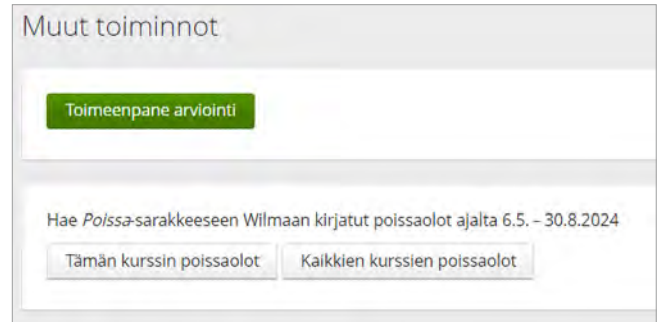 Muut toiminnot
Toimeenpane arviointi
Hae Poissa-sarakkeeseen Wilmaan kirjatut poissaolot ajalta 6.5. – 30.8.2024
Tämän kurssin poissaolot Kaikkien kurssien poissaolot